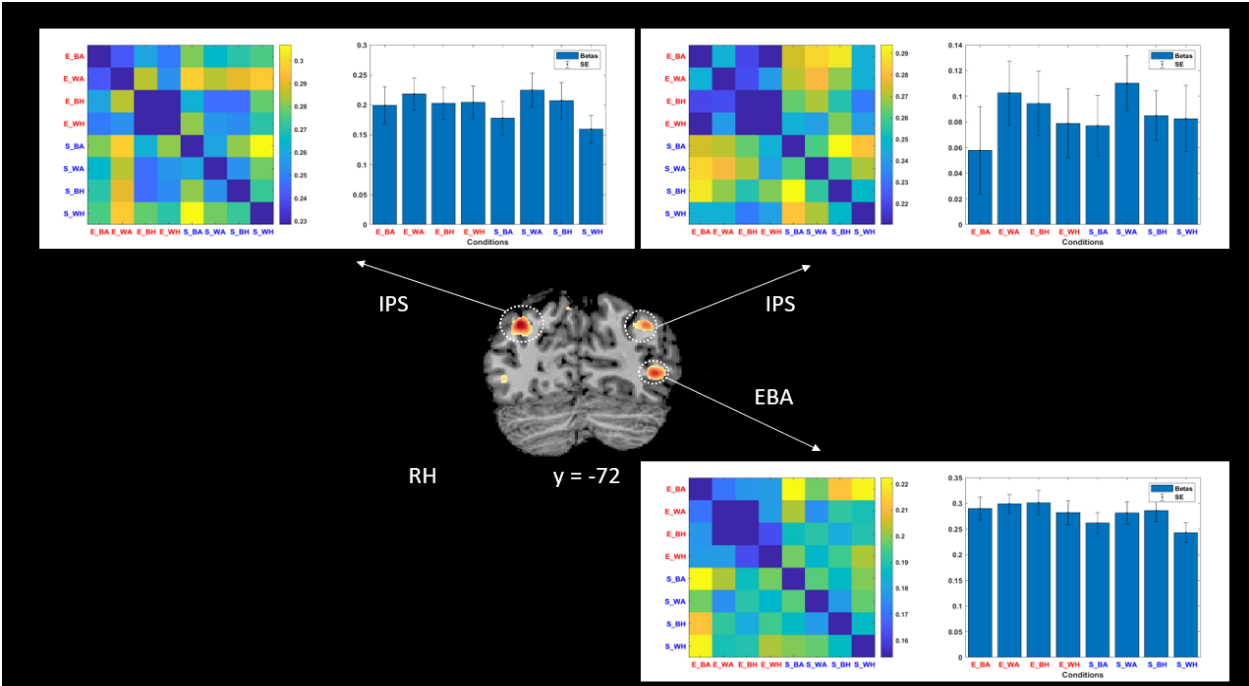 E_BA
E_WA
E_BH
E_WH
S_BA
S_WA
S_BH
S_WH
E_BA E_WA E_BH E_WH S_BA S_WA S_BH S_WH
0.3
0.29
0.28
0.27
0.26
0.25
0.24
0.23
0.3
0.25
0.2
0.15
0.1
0.05
0
Betas
SE
E_BA E_WA E_BH E_WH S_BA S_WA S_BH S_WH
Conditions
E_BA
E_WA
E_BH
E_WH
S_BA
S_WA
S_BH
S_WH
E_BA E_WA E_BH E_WH S_BA S_WA S_BH S_WH
0.29
0.28
0.27
0.26
0.25
0.24
0.23
0.22
0.14
0.12
0.1
0.08
0.06
0.04
0.02
0
Betas
SE
E_BA E_WA E_BH E_WH S_BA S_WA S_BH S_WH
Conditions
IPS
IPS
EBA
RH
y = -72
E_BA
E_WA
E_BH
E_WH
S_BA
S_WA
S_BH
S_WH
E_BA E_WA E_BH E_WH S_BA S_WA S_BH S_WH
0.22
0.21
0.2
0.19
0.18
0.17
0.16
0.35
0.3
0.25
0.2
0.15
0.1
0.05
0
Betas
SE
E_BA E_WA E_BH E_WH S_BA S_WA S_BH S_WH
Conditions